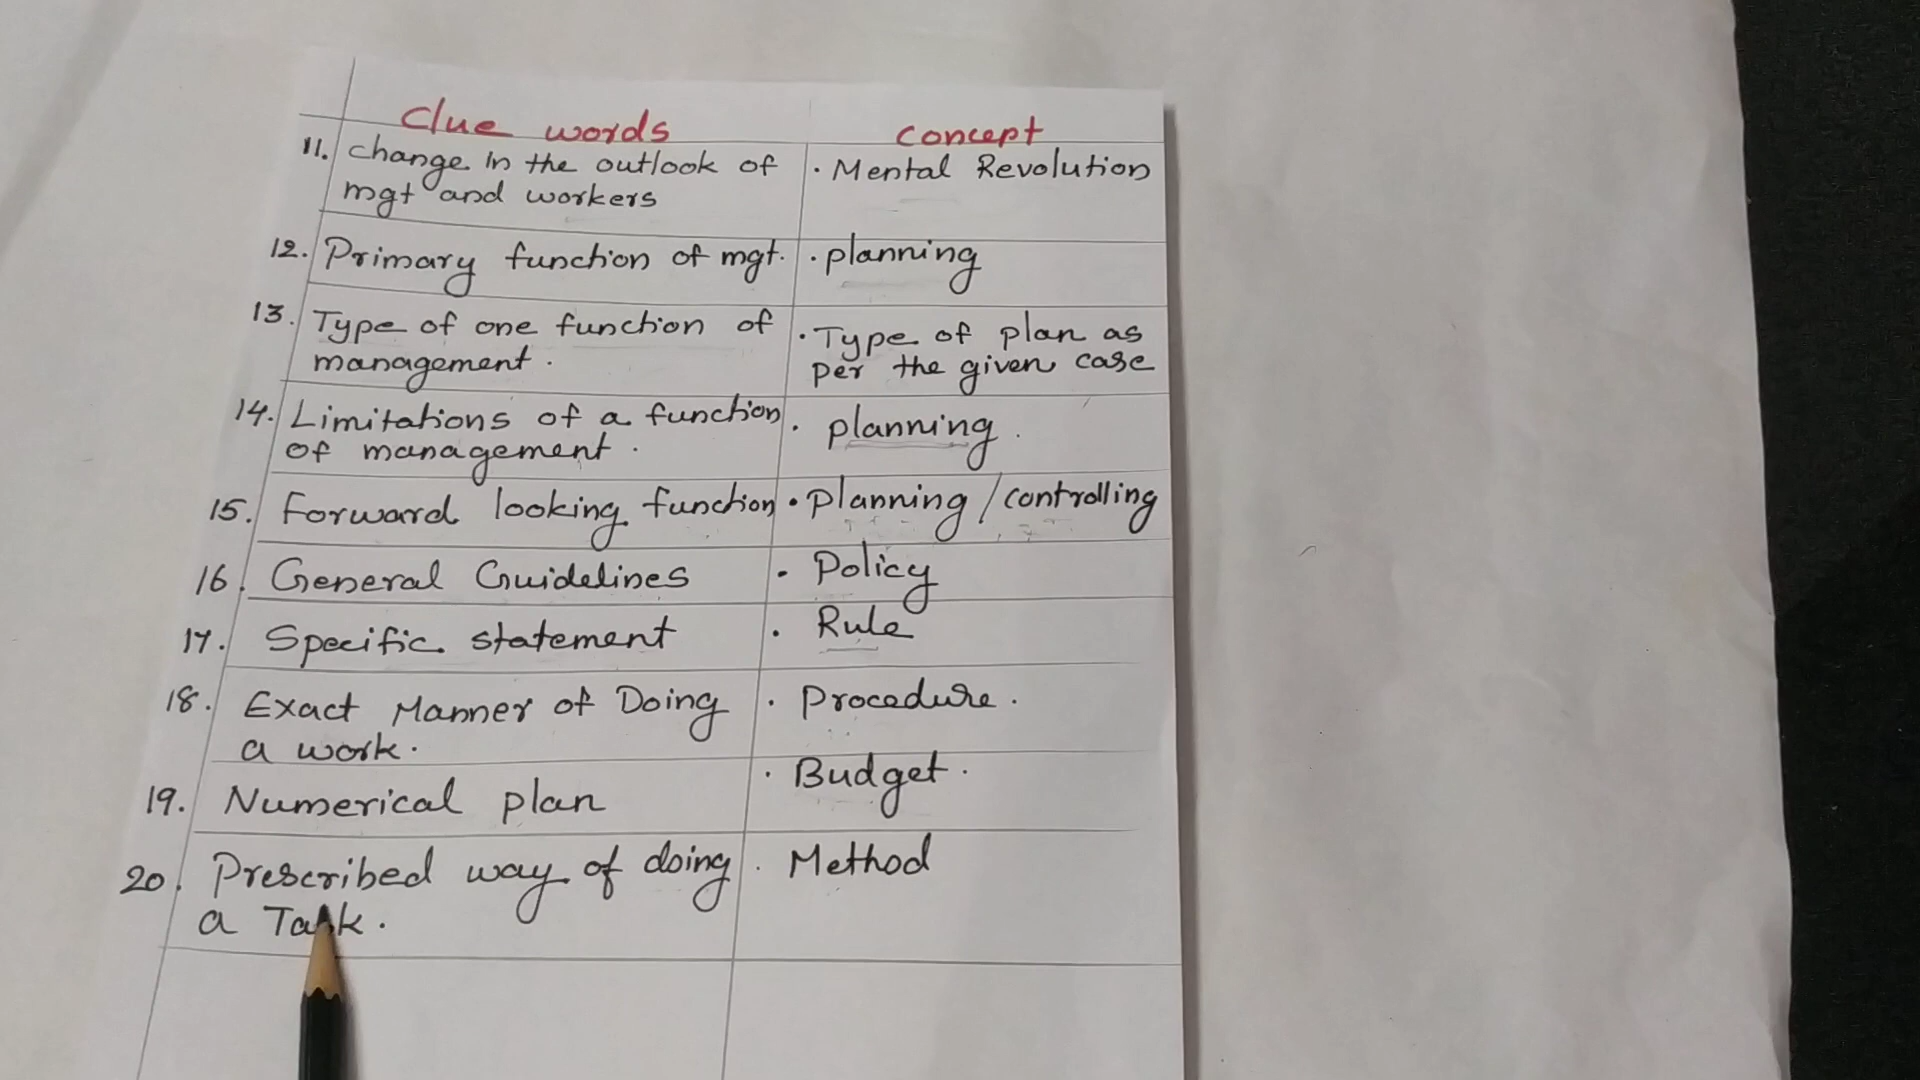 Clue words concept
11. change in the outlook of · Mental Revolution
mgt and workers
12. Primary function of mgt. · planning
13. Type of one function of · Type of plan as
management. per the given case
14. Limitations of a function · planning.
of management.
15. Forward looking function · planning / controlling
16. General Guidelines · Policy
17. Specific statement · Rule
18. Exact Manner of Doing · Procedure.
a work.
19. Numerical plan · Budget.
20. Prescribed way of doing · Method
a Task.